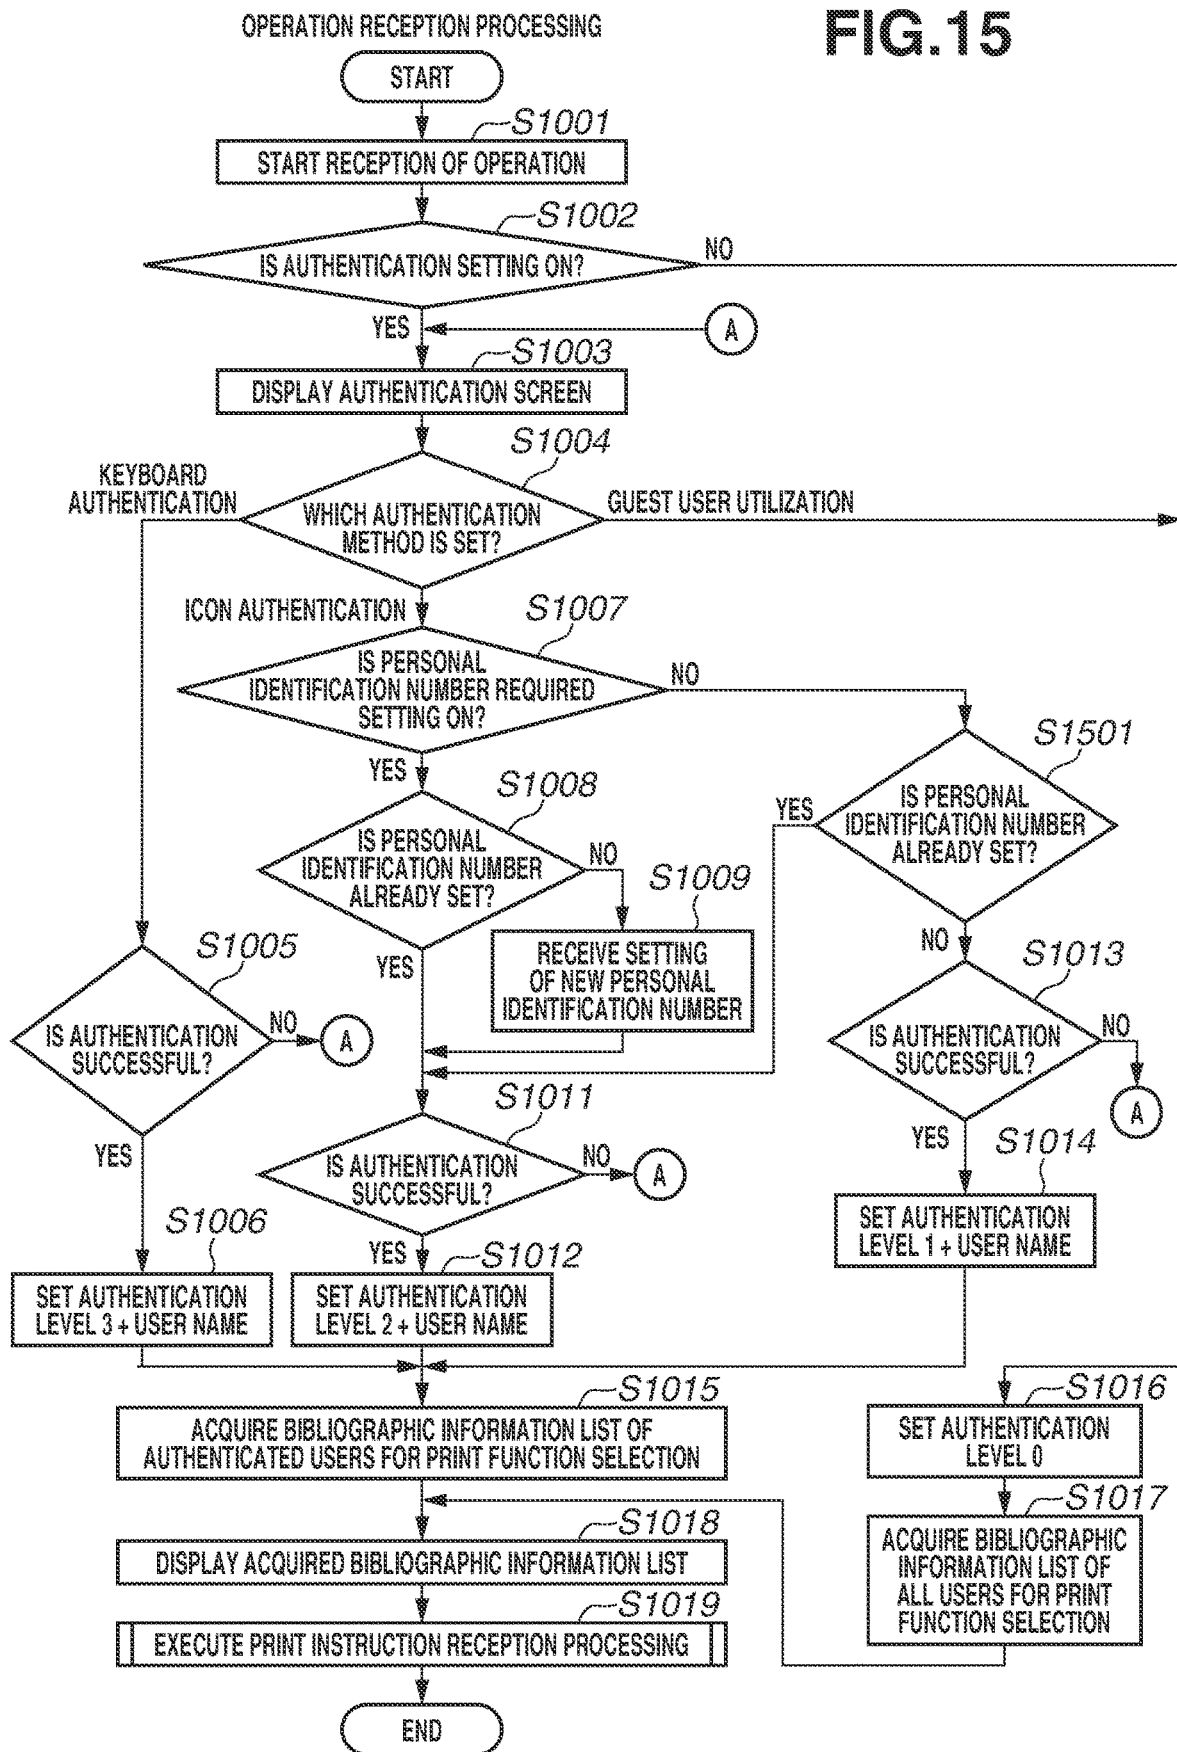 OPERATION RECEPTION PROCESSING
FIG.15
START
S1001
START RECEPTION OF OPERATION
S1002
IS AUTHENTICATION SETTING ON?
NO
YES
A
S1003
DISPLAY AUTHENTICATION SCREEN
S1004
KEYBOARD
AUTHENTICATION
WHICH AUTHENTICATION
METHOD IS SET?
GUEST USER UTILIZATION
ICON AUTHENTICATION
S1007
IS PERSONAL
IDENTIFICATION NUMBER REQUIRED
SETTING ON?
NO
YES
S1501
IS PERSONAL
IDENTIFICATION NUMBER
ALREADY SET?
YES
NO
S1008
IS PERSONAL
IDENTIFICATION NUMBER
ALREADY SET?
NO
YES
S1009
RECEIVE SETTING
OF NEW PERSONAL
IDENTIFICATION NUMBER
S1005
IS AUTHENTICATION
SUCCESSFUL?
NO
A
YES
S1013
IS AUTHENTICATION
SUCCESSFUL?
NO
A
YES
S1011
IS AUTHENTICATION
SUCCESSFUL?
NO
A
YES
S1014
SET AUTHENTICATION
LEVEL 1 + USER NAME
S1006
SET AUTHENTICATION
LEVEL 3 + USER NAME
S1012
SET AUTHENTICATION
LEVEL 2 + USER NAME
S1015
ACQUIRE BIBLIOGRAPHIC INFORMATION LIST OF
AUTHENTICATED USERS FOR PRINT FUNCTION SELECTION
S1016
SET AUTHENTICATION
LEVEL 0
S1017
ACQUIRE BIBLIOGRAPHIC
INFORMATION LIST OF
ALL USERS FOR PRINT
FUNCTION SELECTION
S1018
DISPLAY ACQUIRED BIBLIOGRAPHIC INFORMATION LIST
S1019
EXECUTE PRINT INSTRUCTION RECEPTION PROCESSING
END